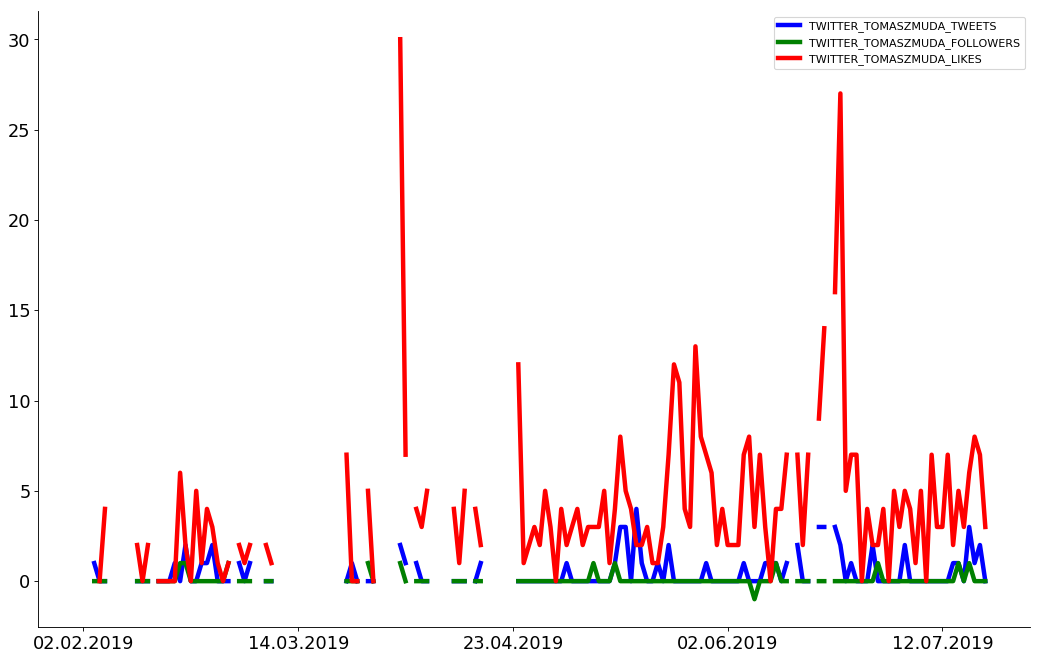 TWITTER_TOMASZMUDA_TWEETS
TWITTER_TOMASZMUDA_FOLLOWERS
TWITTER_TOMASZMUDA_LIKES
30
25
20
15
10
5
0
02.02.2019 14.03.2019 23.04.2019 02.06.2019 12.07.2019